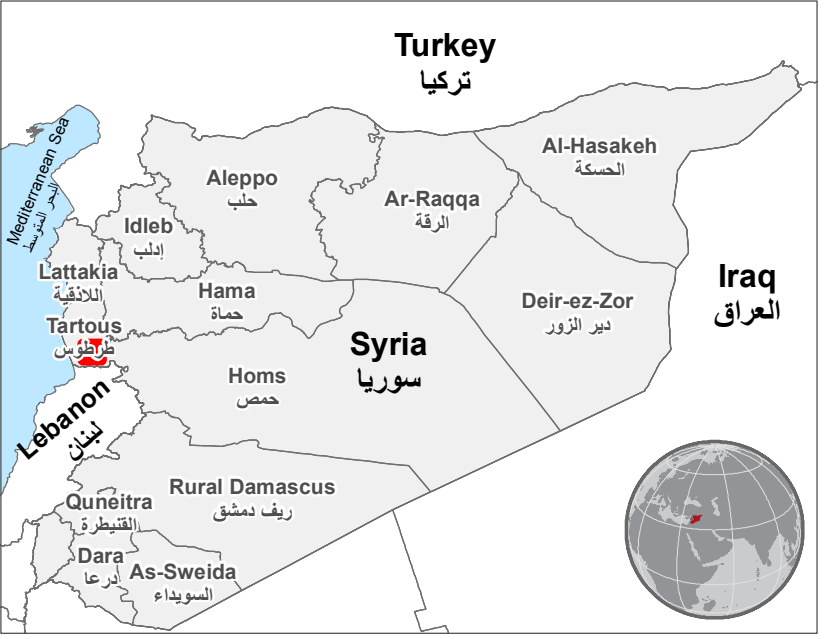 Turkey
تركيا
Mediterranean Sea
البحر المتوسط
Al-Hasakeh
الحسكة
Aleppo
حلب
Ar-Raqqa
الرقة
Idleb
إدلب
Lattakia
اللاذقية
Hama
حماة
Deir-ez-Zor
دير الزور
Iraq
العراق
Tartous
طرطوس
Syria
سوريا
Homs
حمص
Lebanon
لبنان
Rural Damascus
ريف دمشق
Quneitra
القنيطرة
Dara
درعا
As-Sweida
السويداء